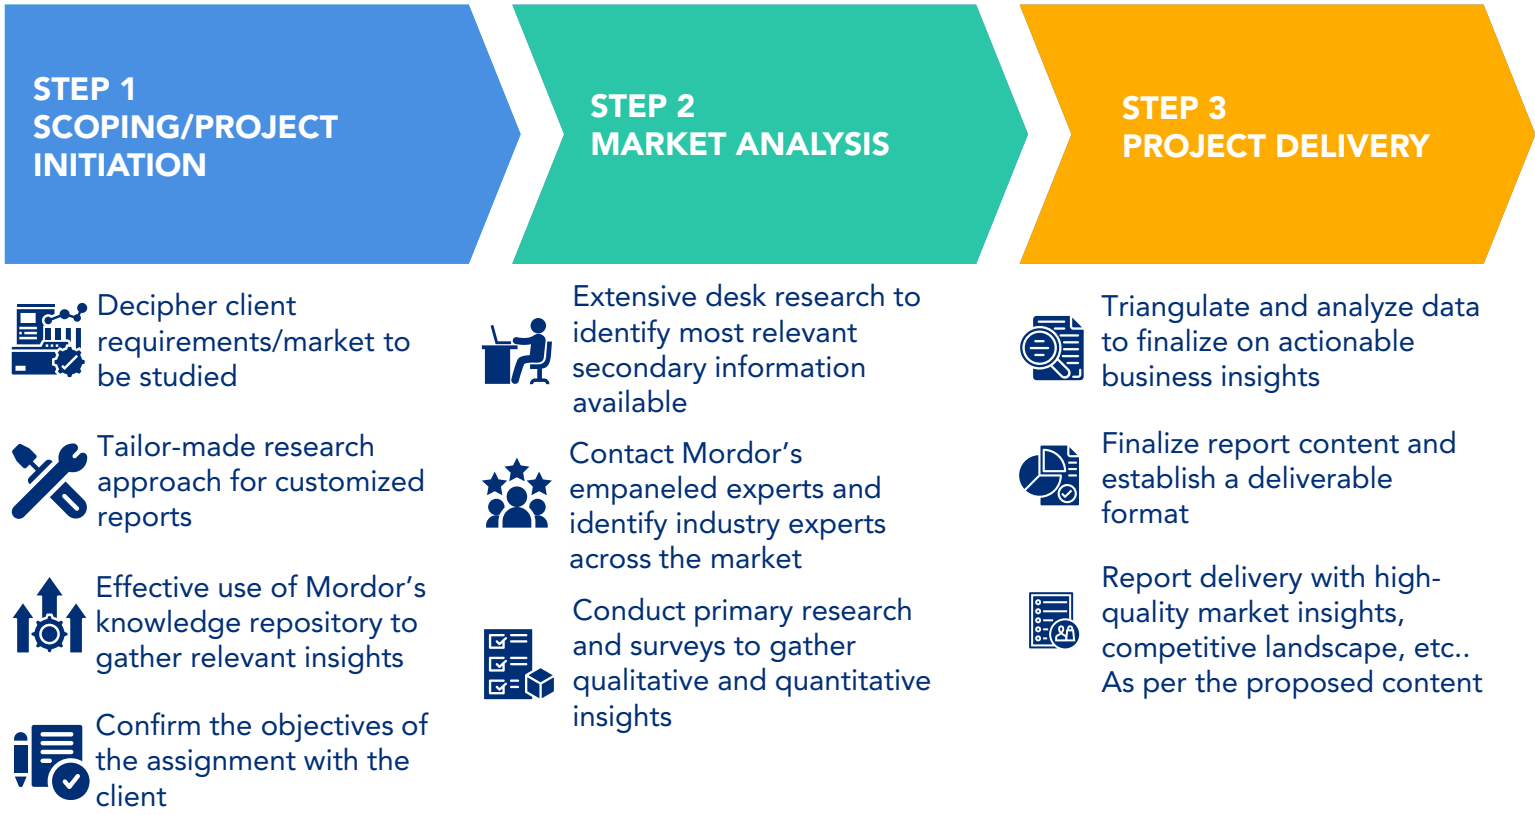 STEP 1
SCOPING/PROJECT
INITIATION
Decipher client
requirements/market to
be studied
Tailor-made research
approach for customized
reports
Effective use of Mordor’s
knowledge repository to
gather relevant insights
Confirm the objectives of
the assignment with the
client
STEP 2
MARKET ANALYSIS
Extensive desk research to
identify most relevant
secondary information
available
Contact Mordor’s
empaneled experts and
identify industry experts
across the market
Conduct primary research
and surveys to gather
qualitative and quantitative
insights
STEP 3
PROJECT DELIVERY
Triangulate and analyze data
to finalize on actionable
business insights
Finalize report content and
establish a deliverable
format
Report delivery with high-
quality market insights,
competitive landscape, etc..
As per the proposed content